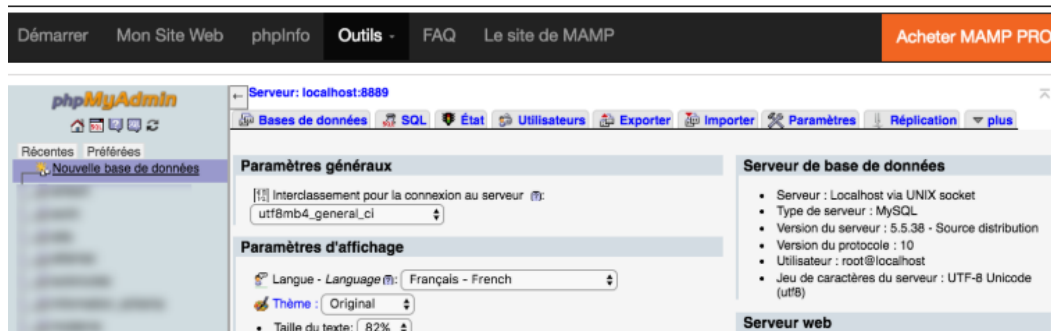 Démarrer Mon Site Web phpInfo Outils - FAQ Le site de MAMP Acheter MAMP PRO
phpMyAdmin
Récentes Préférées
Nouvelle base de données
← Serveur: localhost:8889
Bases de données SQL État Utilisateurs Exporter Importer Paramètres Réplication plus
Paramètres généraux
Interclassement pour la connexion au serveur
utf8mb4_general_ci
Paramètres d'affichage
Langue - Language : Français - French
Thème : Original
• Taille du texte: 82%
Serveur de base de données
• Serveur : Localhost via UNIX socket
• Type de serveur : MySQL
• Version du serveur : 5.5.38 - Source distribution
• Version du protocole : 10
• Utilisateur : root@localhost
• Jeu de caractères du serveur : UTF-8 Unicode
(utf8)
Serveur web